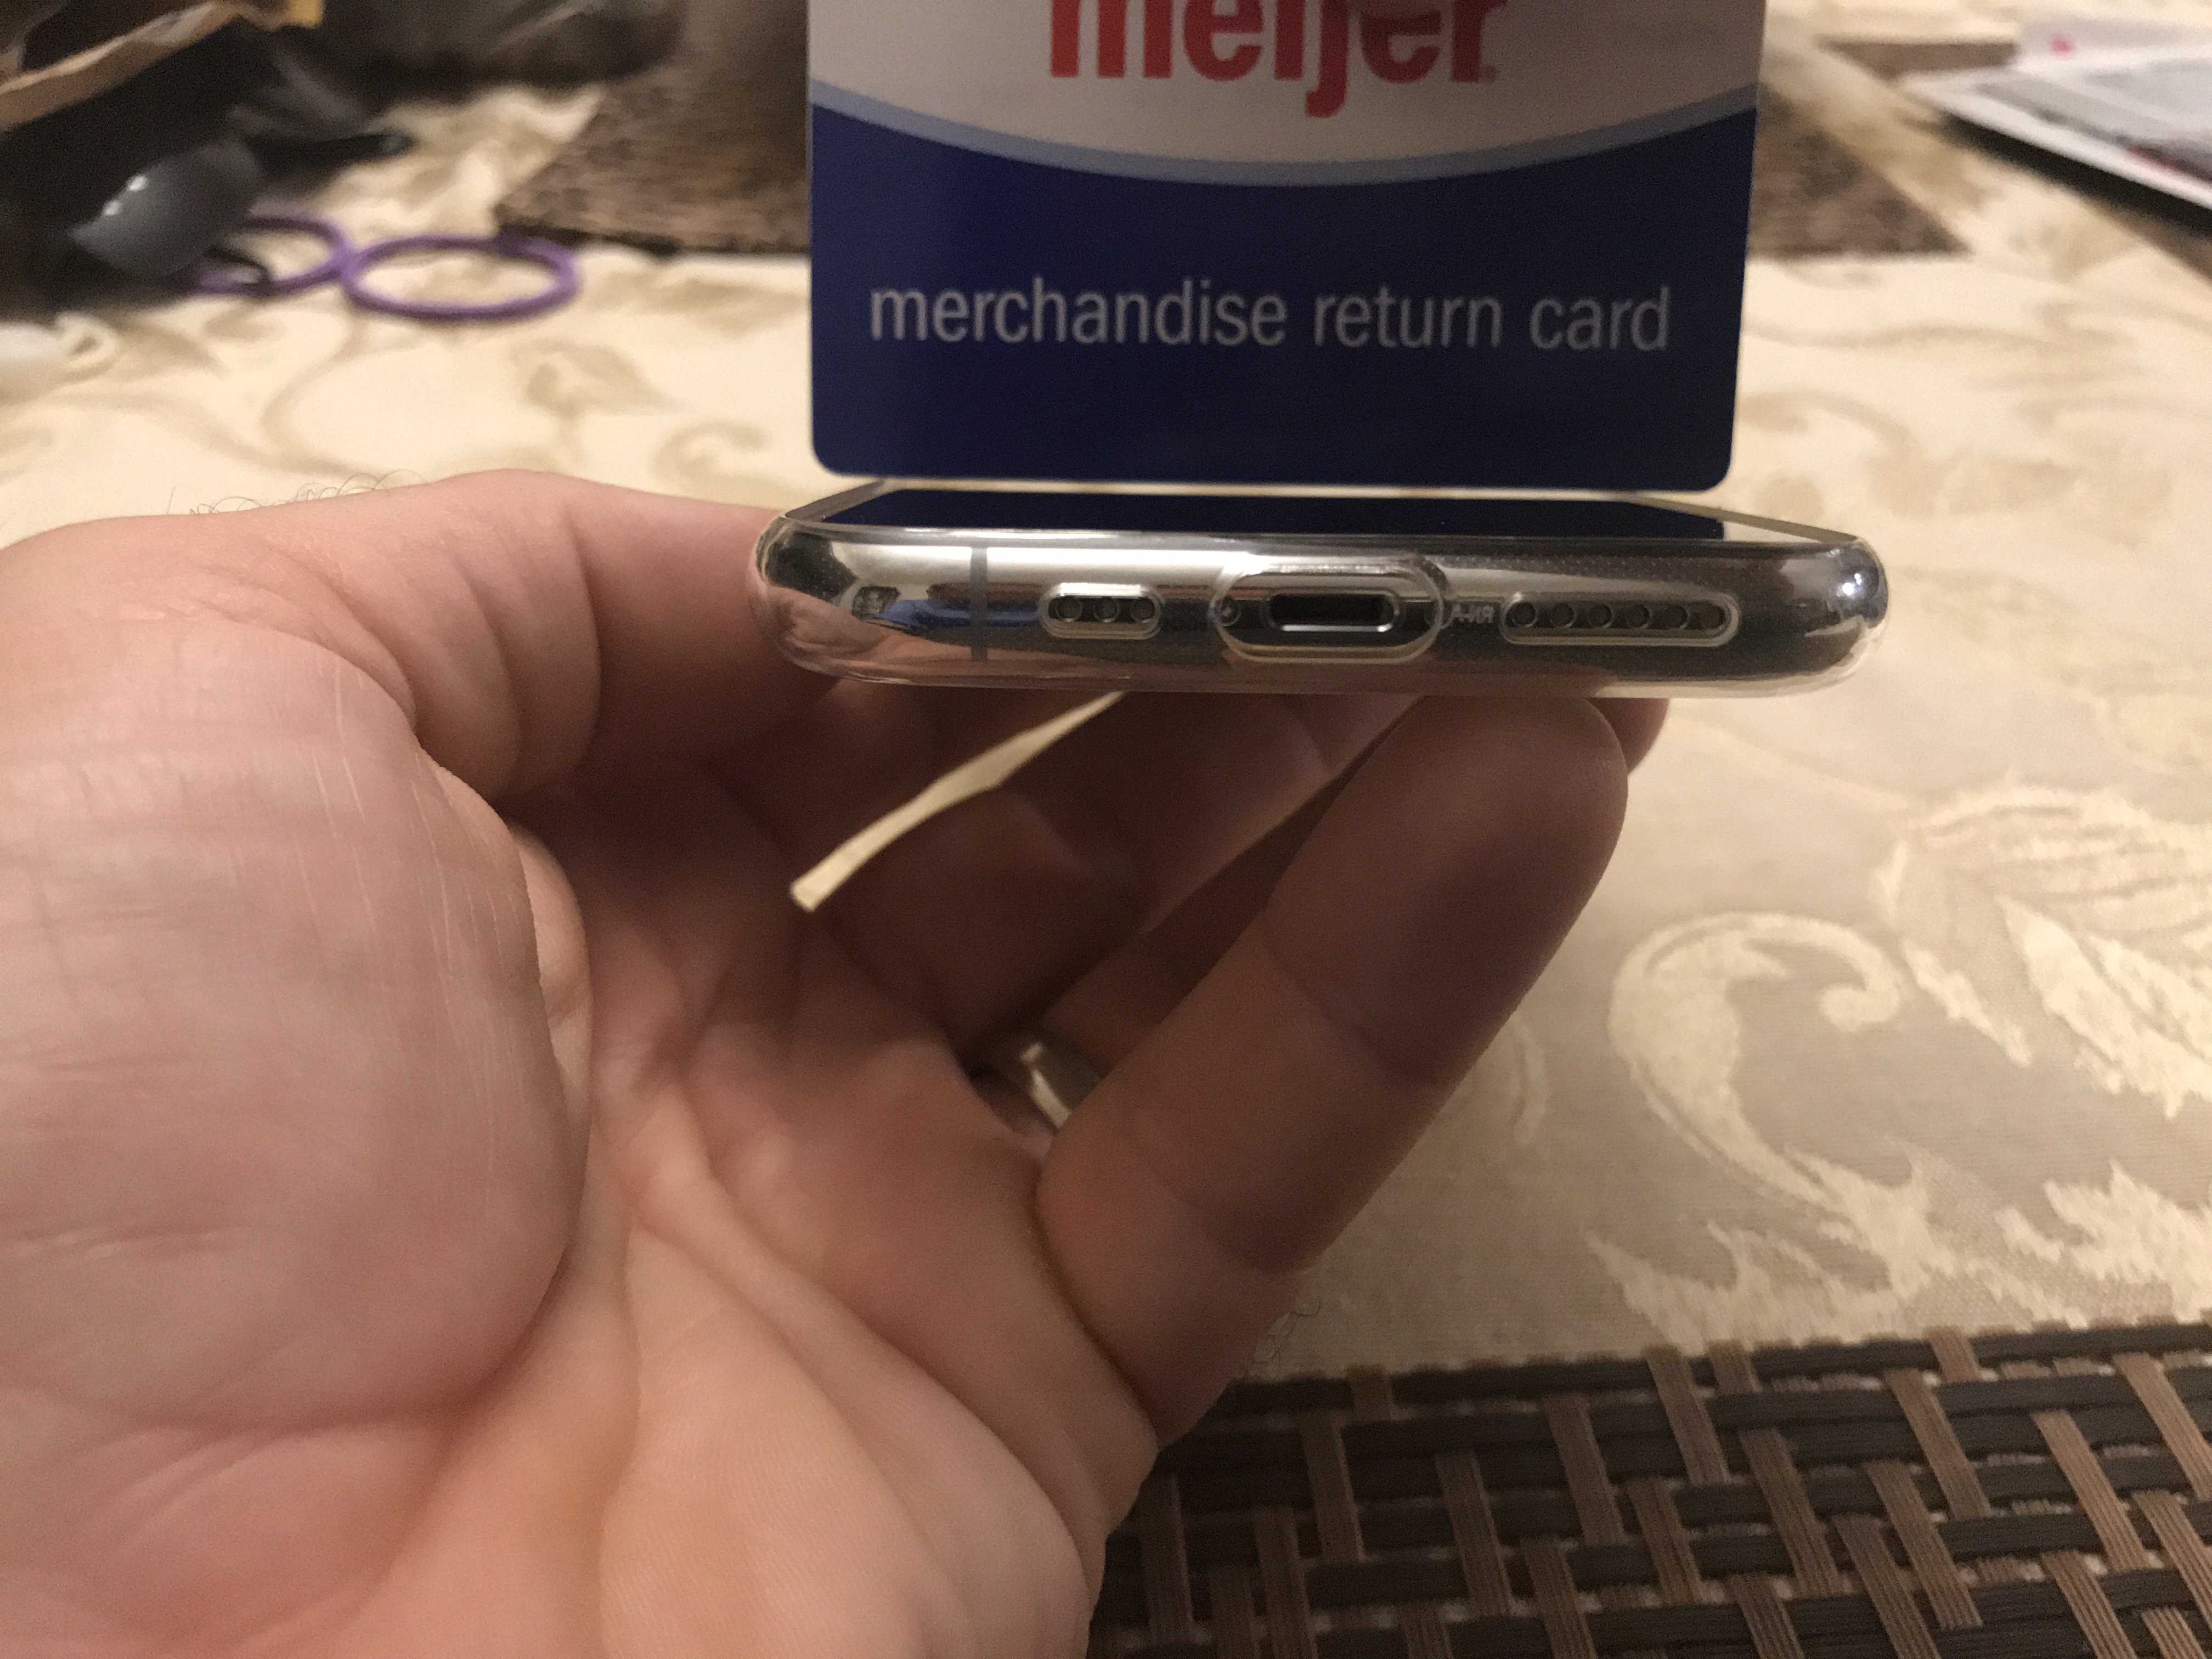 meijer
merchandise return card